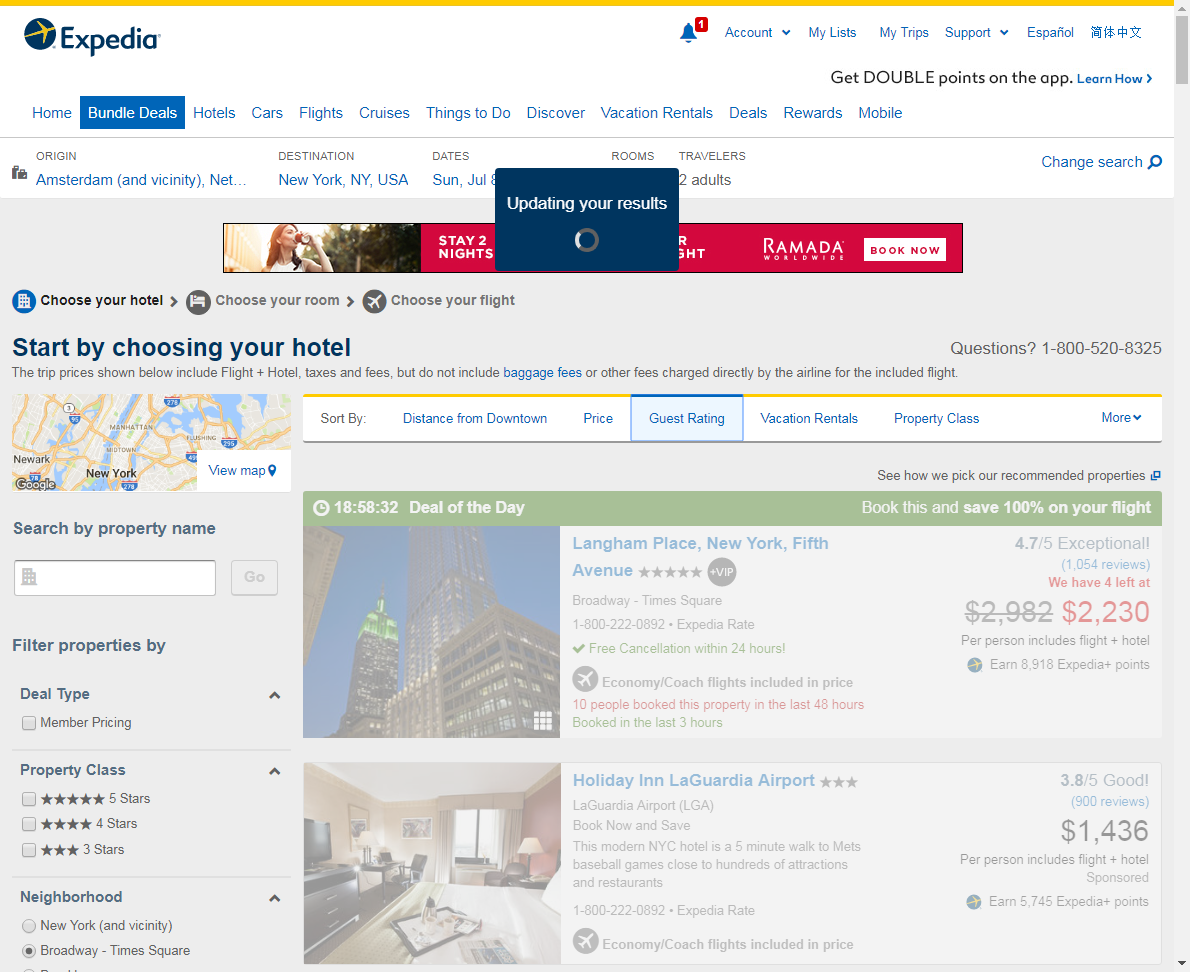 Expedia
1
Account
My Lists
My Trips
Support
Español
简体中文
Get DOUBLE points on the app. Learn How
Home
Bundle Deals
Hotels
Cars
Flights
Cruises
Things to Do
Discover
Vacation Rentals
Deals
Rewards
Mobile
ORIGIN
Amsterdam (and vicinity), Net...
DESTINATION
New York, NY, USA
DATES
Sun, Jul
ROOMS
TRAVELERS
2 adults
Change search
Updating your results
STAY 2
NIGHTS
RAMADA
WORLDWIDE
BOOK NOW
Choose your hotel
Choose your room
Choose your flight
Start by choosing your hotel
Questions? 1-800-520-8325
The trip prices shown below include Flight + Hotel, taxes and fees, but do not include baggage fees or other fees charged directly by the airline for the included flight.
MANHATTAN
FLUSHING
MIDTOWN
Newark
New York
3
278
295
78
278
Google
View map
Sort By:
Distance from Downtown
Price
Guest Rating
Vacation Rentals
Property Class
More
See how we pick our recommended properties
Search by property name
Go
Filter properties by
Deal Type
Member Pricing
Property Class
5 Stars
4 Stars
3 Stars
Neighborhood
New York (and vicinity)
Broadway - Times Square
18:58:32 Deal of the Day
Book this and save 100% on your flight
Langham Place, New York, Fifth
Avenue
+VIP
Broadway - Times Square
1-800-222-0892 • Expedia Rate
Free Cancellation within 24 hours!
Economy/Coach flights included in price
10 people booked this property in the last 48 hours
Booked in the last 3 hours
4.7/5 Exceptional!
(1,054 reviews)
We have 4 left at
$2,982 $2,230
Per person includes flight + hotel
Earn 8,918 Expedia+ points
Holiday Inn LaGuardia Airport
LaGuardia Airport (LGA)
Book Now and Save
This modern NYC hotel is a 5 minute walk to Mets
baseball games close to hundreds of attractions
and restaurants
1-800-222-0892 • Expedia Rate
Economy/Coach flights included in price
3.8/5 Good!
(900 reviews)
$1,436
Per person includes flight + hotel
Sponsored
Earn 5,745 Expedia+ points